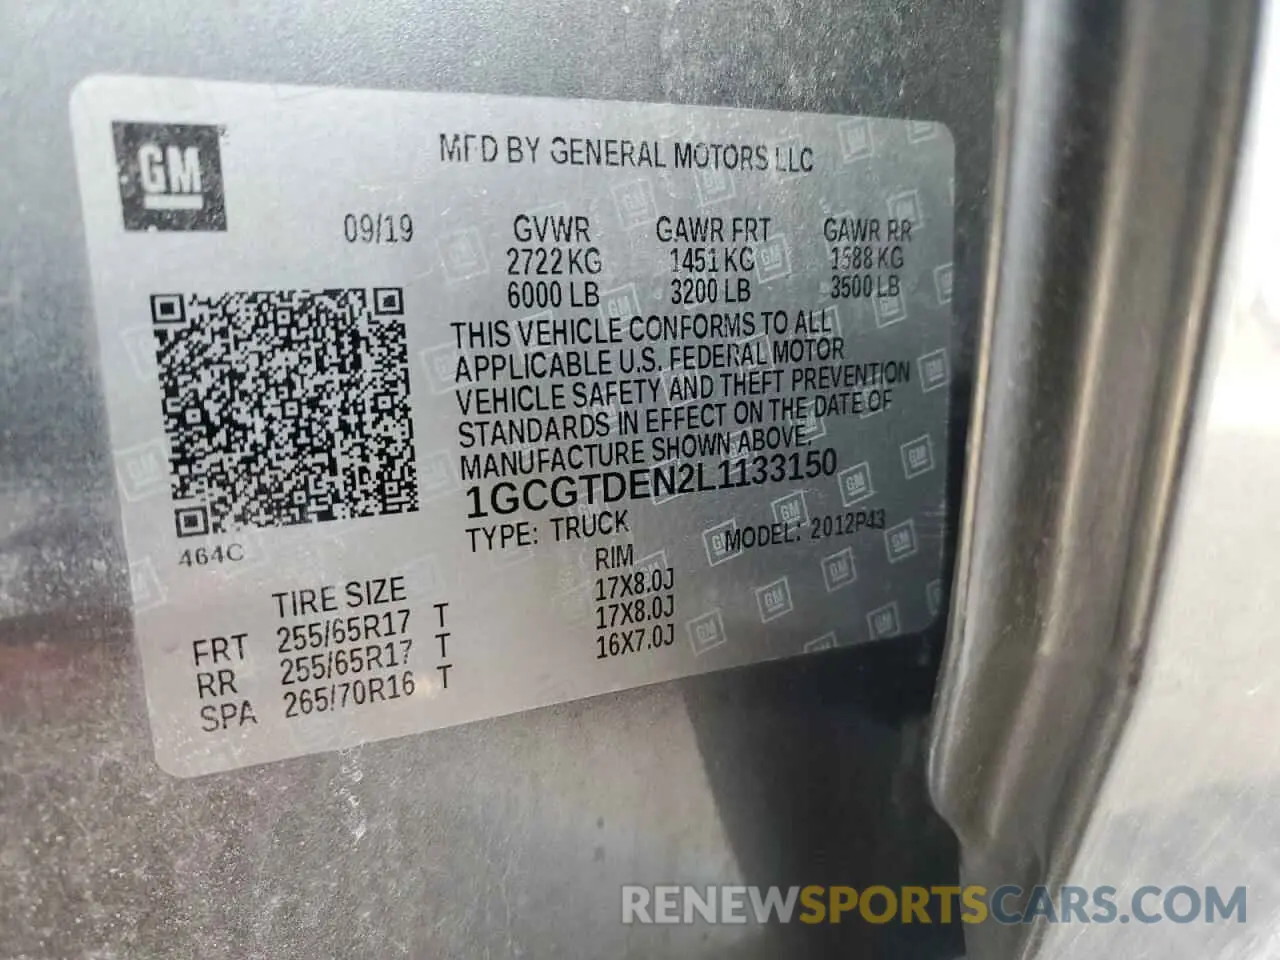 GM
MFD BY GENERAL MOTORS LLC
09/19
GVWR GAWR FRT GAWR RR
2722 KG 1451 KG 1588 KG
6000 LB 3200 LB 3500 LB
THIS VEHICLE CONFORMS TO ALL
APPLICABLE U.S. FEDERAL MOTOR
VEHICLE SAFETY AND THEFT PREVENTION
STANDARDS IN EFFECT ON THE DATE OF
MANUFACTURE SHOWN ABOVE.
1GCGTDEN2L1133150
TYPE: TRUCK MODEL: 2012P43
464C
TIRE SIZE RIM
FRT 255/65R17 T 17X8.0J
RR 255/65R17 T 17X8.0J
SPA 265/70R16 T 16X7.0J
RENEWSPORTSCARS.COM